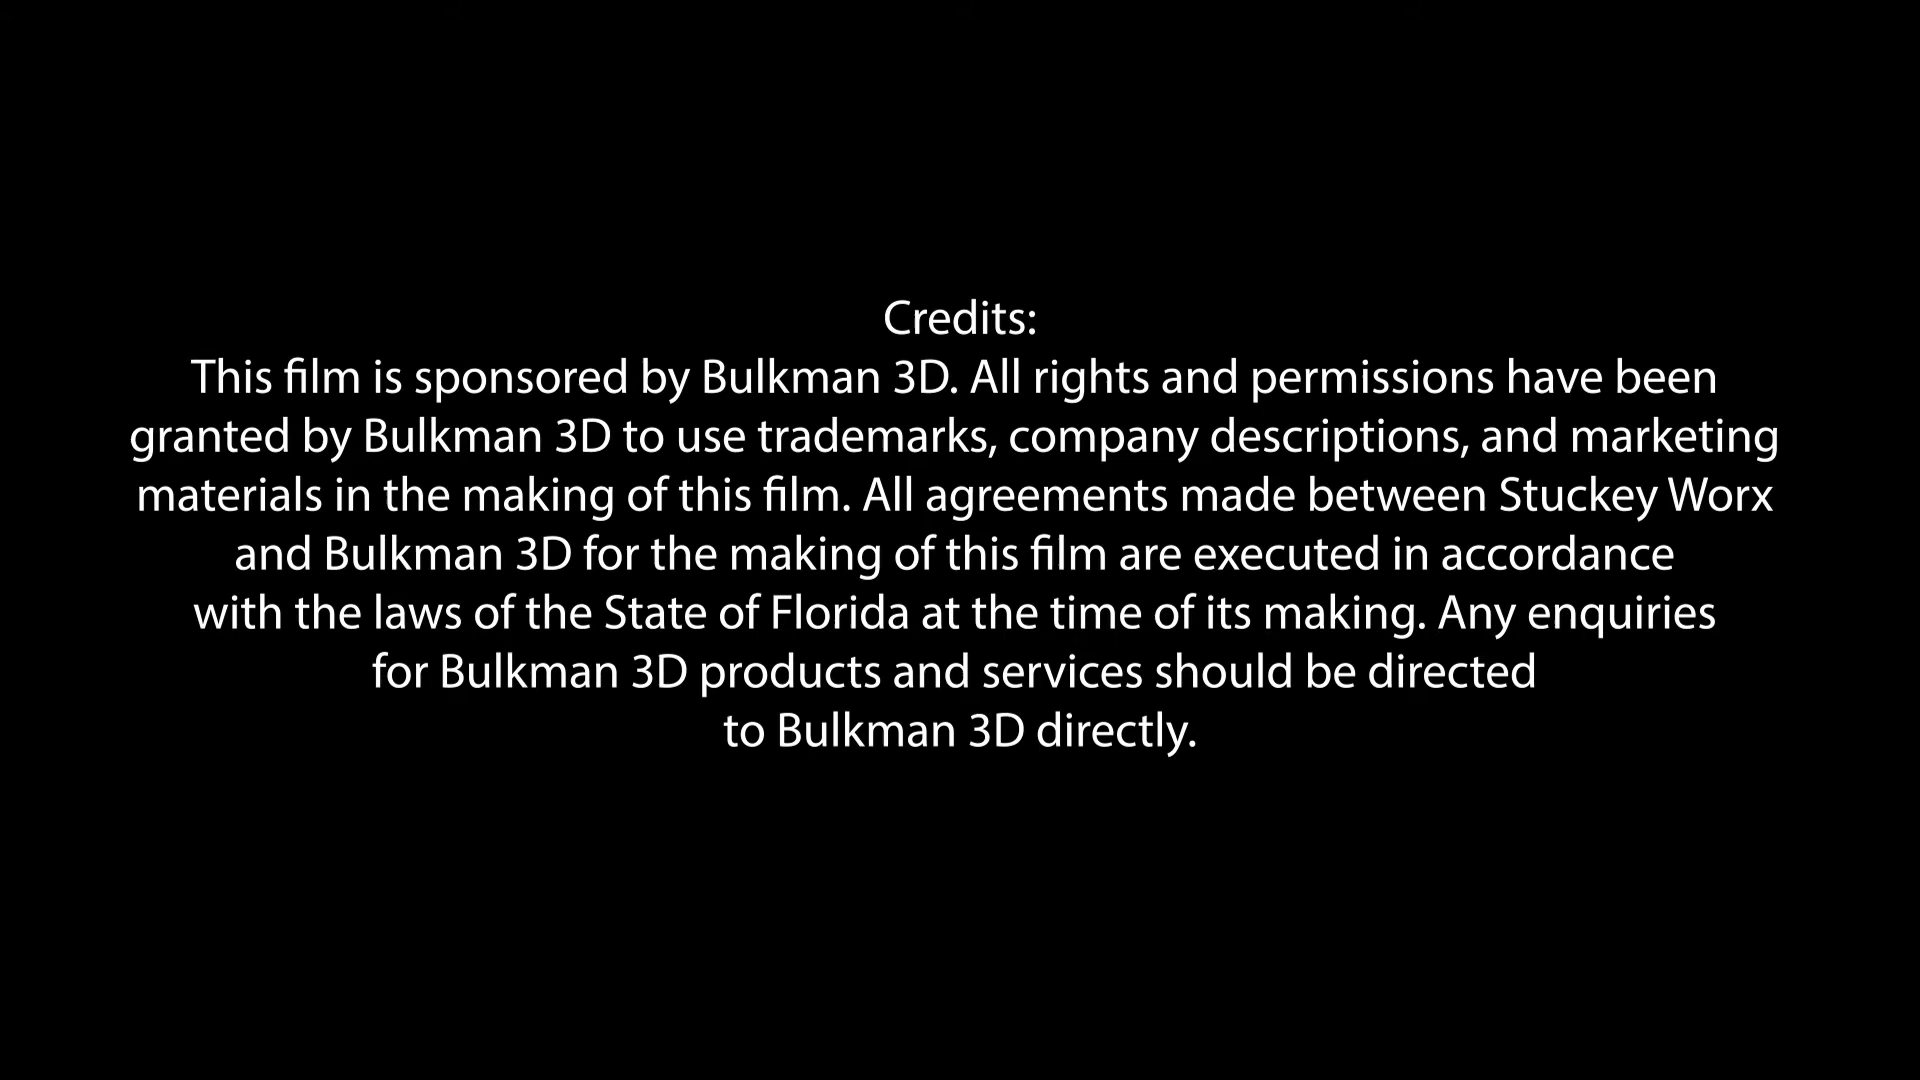 Credits:
This film is sponsored by Bulkman 3D. All rights and permissions have been
granted by Bulkman 3D to use trademarks, company descriptions, and marketing
materials in the making of this film. All agreements made between Stuckey Worx
and Bulkman 3D for the making of this film are executed in accordance
with the laws of the State of Florida at the time of its making. Any enquiries
for Bulkman 3D products and services should be directed
to Bulkman 3D directly.